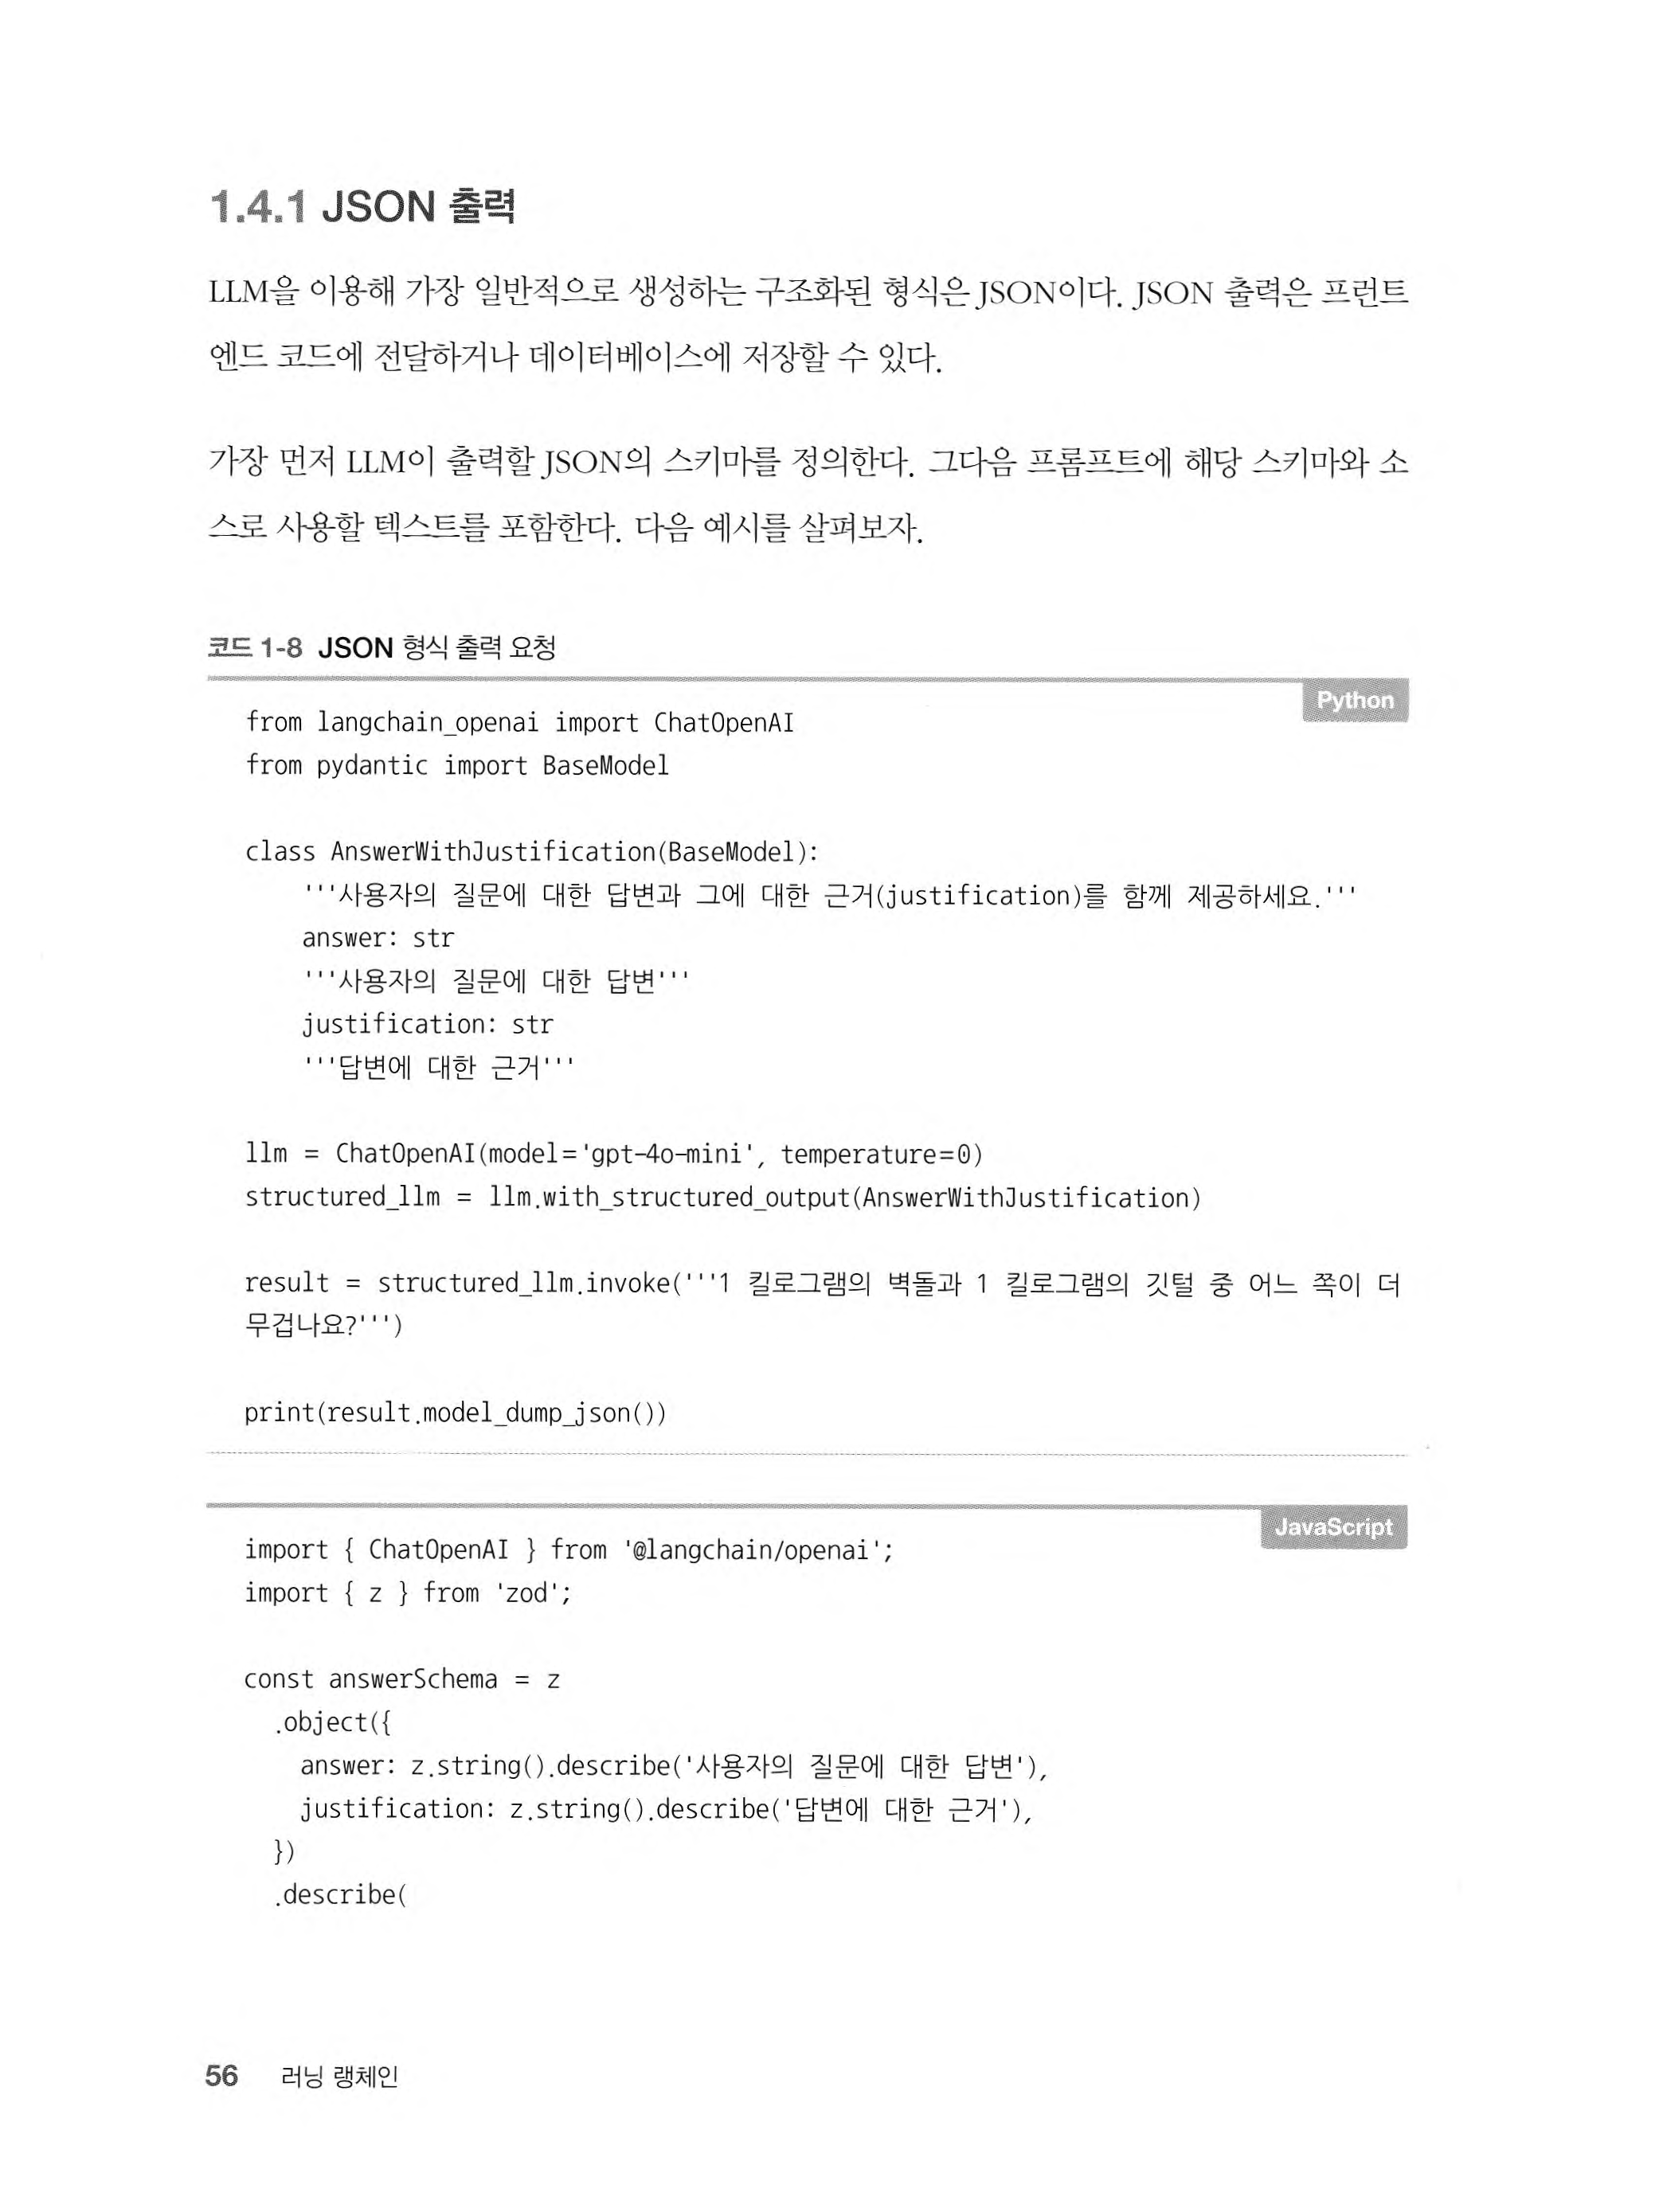 1.4.1 JSON 출력
LLM을 이용해 가장 일반적으로 생성하는 구조화된 형식은 JSON이다. JSON 출력은 프런트
엔드 코드에 전달하거나 데이터베이스에 저장할 수 있다.
가장 먼저 LLM이 출력할 JSON의 스키마를 정의한다. 그다음 프롬프트에 해당 스키마와 소
스로 사용할 텍스트를 포함한다. 다음 예시를 살펴보자.
코드 1-8 JSON 형식 출력 요청
Python
from langchain_openai import ChatOpenAI
from pydantic import BaseModel
class AnswerWithJustification(BaseModel):
    '''사용자의 질문에 대한 답변과 그에 대한 근거(justification)를 함께 제공하세요.'''
    answer: str
    '''사용자의 질문에 대한 답변'''
    justification: str
    '''답변에 대한 근거'''
llm = ChatOpenAI(model='gpt-4o-mini', temperature=0)
structured_llm = llm.with_structured_output(AnswerWithJustification)
result = structured_llm.invoke('''1 킬로그램의 벽돌과 1 킬로그램의 깃털 중 어느 쪽이 더
무겁나요?''')
print(result.model_dump_json())
JavaScript
import { ChatOpenAI } from '@langchain/openai';
import { z } from 'zod';
const answerSchema = z
  .object({
    answer: z.string().describe('사용자의 질문에 대한 답변'),
    justification: z.string().describe('답변에 대한 근거'),
  })
  .describe(
56 러닝 랭체인